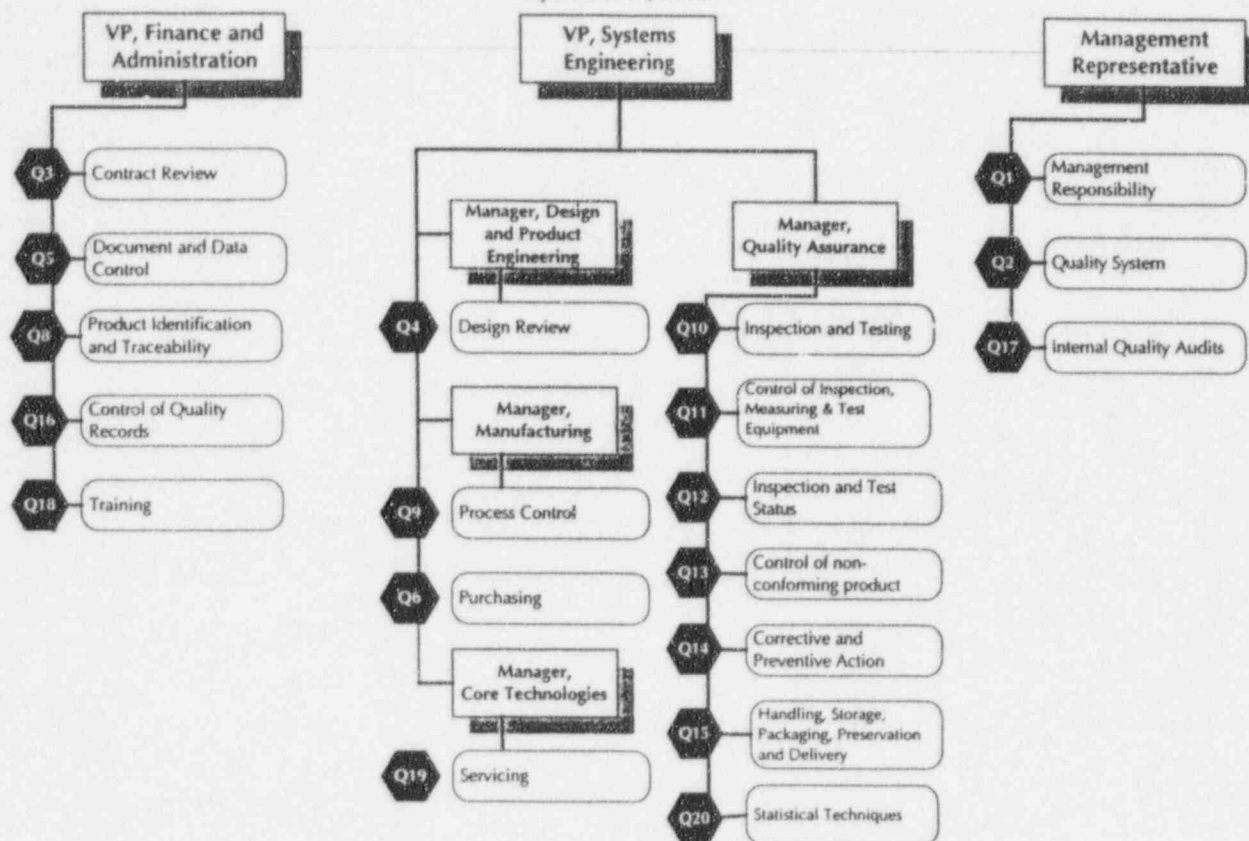 VP, Finance and
Administration
Q3
Contract Review
Q5
Document and Data
Control
Q8
Product Identification
and Traceability
Q16
Control of Quality
Records
Q18
Training
VP, Systems
Engineering
Manager, Design
and Product
Engineering
Q4
Design Review
Manager,
Manufacturing
Q9
Process Control
Q6
Purchasing
Manager,
Core Technologies
Q19
Servicing
Manager,
Quality Assurance
Q10
Inspection and Testing
Q11
Control of Inspection,
Measuring & Test
Equipment
Q12
Inspection and Test
Status
Q13
Control of non-
conforming product
Q14
Corrective and
Preventive Action
Q15
Handling, Storage,
Packaging, Preservation
and Delivery
Q20
Statistical Techniques
Management
Representative
Q1
Management
Responsibility
Q2
Quality System
Q17
Internal Quality Audits